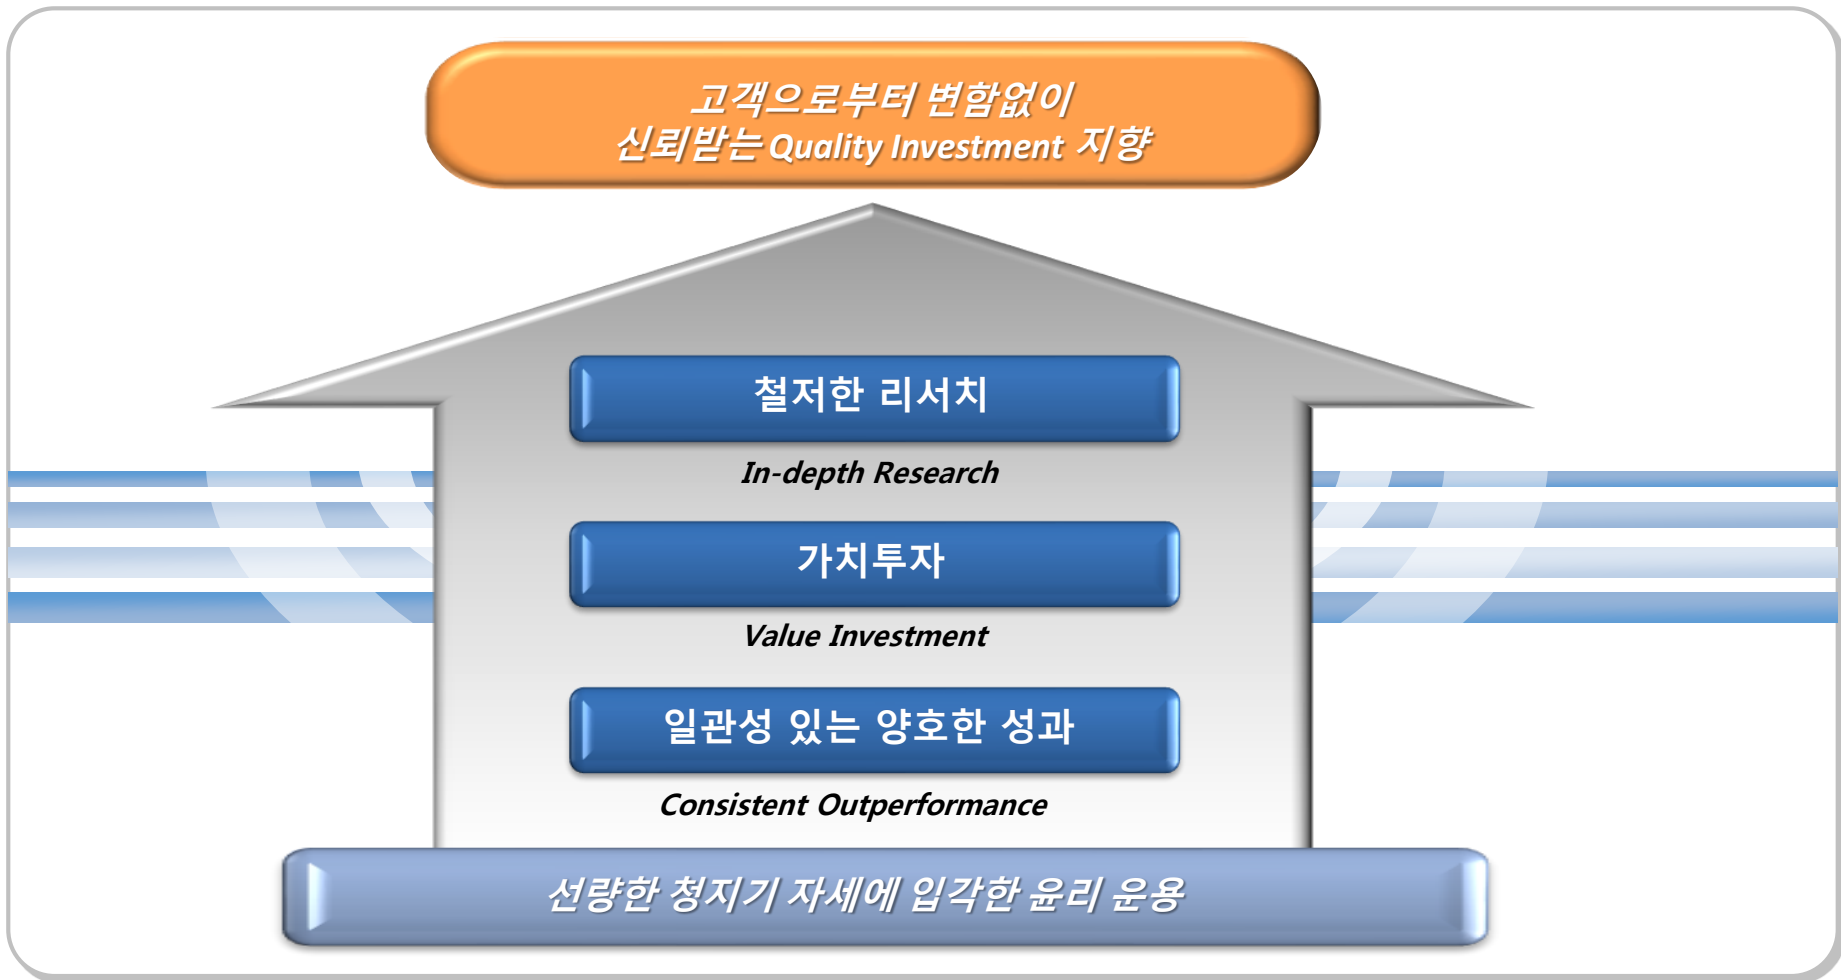 고객으로부터 변함없이
신뢰받는 Quality Investment 지향
철저한 리서치
In-depth Research
가치투자
Value Investment
일관성 있는 양호한 성과
Consistent Outperformance
선량한 청지기 자세에 입각한 윤리 운용